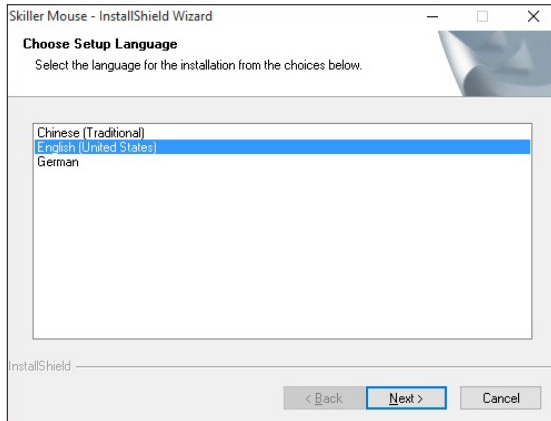 Skiller Mouse - InstallShield Wizard
Choose Setup Language
Select the language for the installation from the choices below.
Chinese (Traditional)
English (United States)
German
InstallShield
< Back
Next >
Cancel